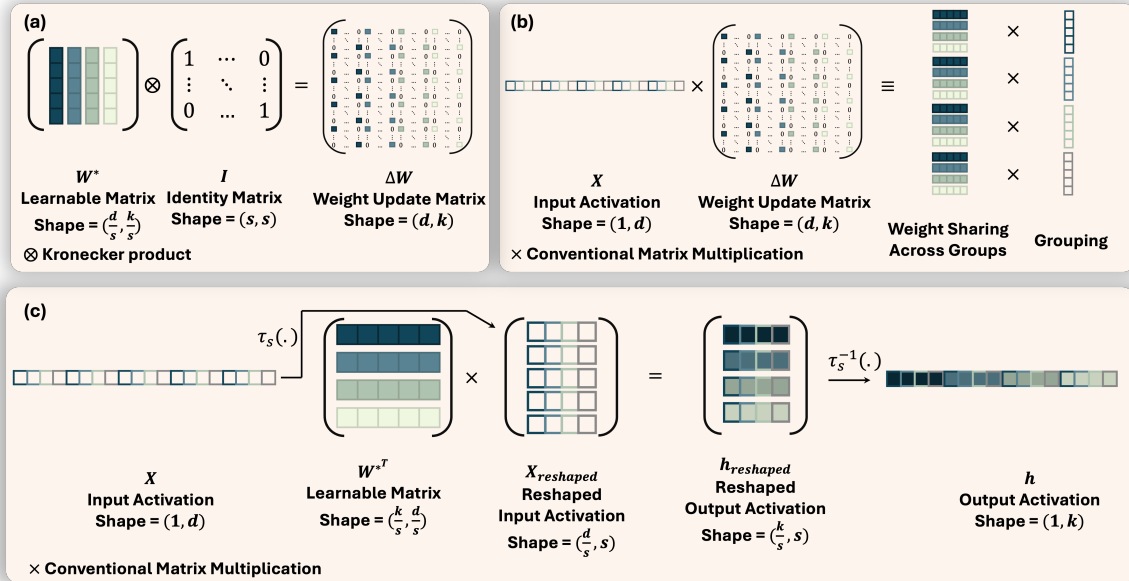 (a)
1 ... 0
⋮ ⋱ ⋮
0 ... 1
⊗ =
W*
Learnable Matrix
Shape = (d/s, k/s)
I
Identity Matrix
Shape = (s, s)
ΔW
Weight Update Matrix
Shape = (d, k)
⊗ Kronecker product
(b)
× ≡
×
×
×
×
X
Input Activation
Shape = (1, d)
ΔW
Weight Update Matrix
Shape = (d, k)
Weight Sharing
Across Groups
Grouping
× Conventional Matrix Multiplication
(c)
τₛ(.)
× =
τₛ⁻¹(.)
X
Input Activation
Shape = (1, d)
W*ᵀ
Learnable Matrix
Shape = (k/s, d/s)
X_reshaped
Reshaped
Input Activation
Shape = (d/s, s)
h_reshaped
Reshaped
Output Activation
Shape = (k/s, s)
h
Output Activation
Shape = (1, k)
× Conventional Matrix Multiplication